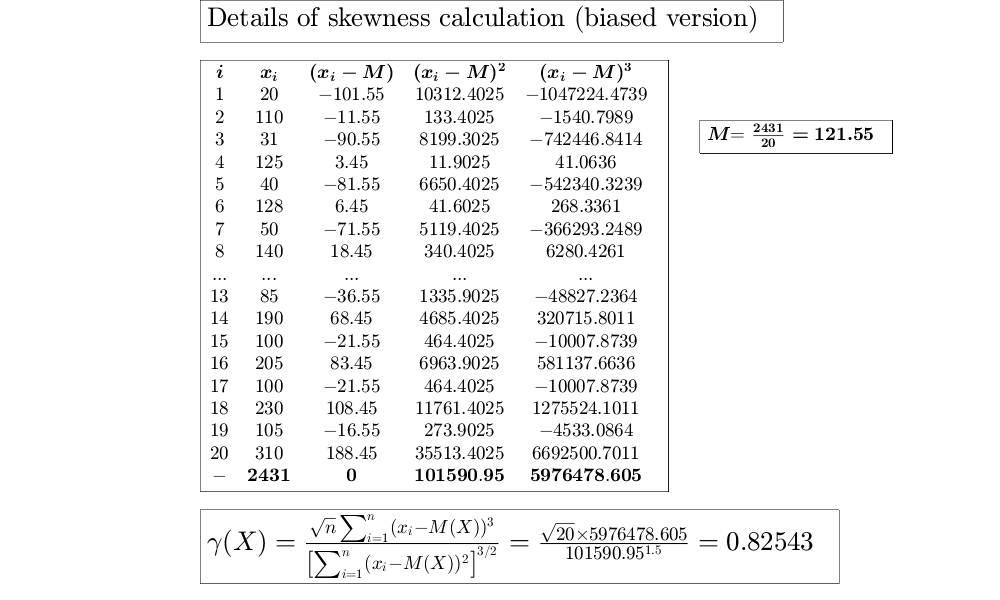 Details of skewness calculation (biased version)
i xᵢ (xᵢ − M) (xᵢ − M)² (xᵢ − M)³
1 20 −101.55 10312.4025 −1047224.4739
2 110 −11.55 133.4025 −1540.7989
3 31 −90.55 8199.3025 −742446.8414
4 125 3.45 11.9025 41.0636
5 40 −81.55 6650.4025 −542340.3239
6 128 6.45 41.6025 268.3361
7 50 −71.55 5119.4025 −366293.2489
8 140 18.45 340.4025 6280.4261
... ... ... ... ...
13 85 −36.55 1335.9025 −48827.2364
14 190 68.45 4685.4025 320715.8011
15 100 −21.55 464.4025 −10007.8739
16 205 83.45 6963.9025 581137.6636
17 100 −21.55 464.4025 −10007.8739
18 230 108.45 11761.4025 1275524.1011
19 105 −16.55 273.9025 −4533.0864
20 310 188.45 35513.4025 6692500.7011
− 2431 0 101590.95 5976478.605
M= 2431/20 = 121.55
γ(X) = √n ∑ⁿᵢ₌₁(xᵢ−M(X))³ / [∑ⁿᵢ₌₁(xᵢ−M(X))²]^3/2 = √20×5976478.605 / 101590.95^1.5 = 0.82543